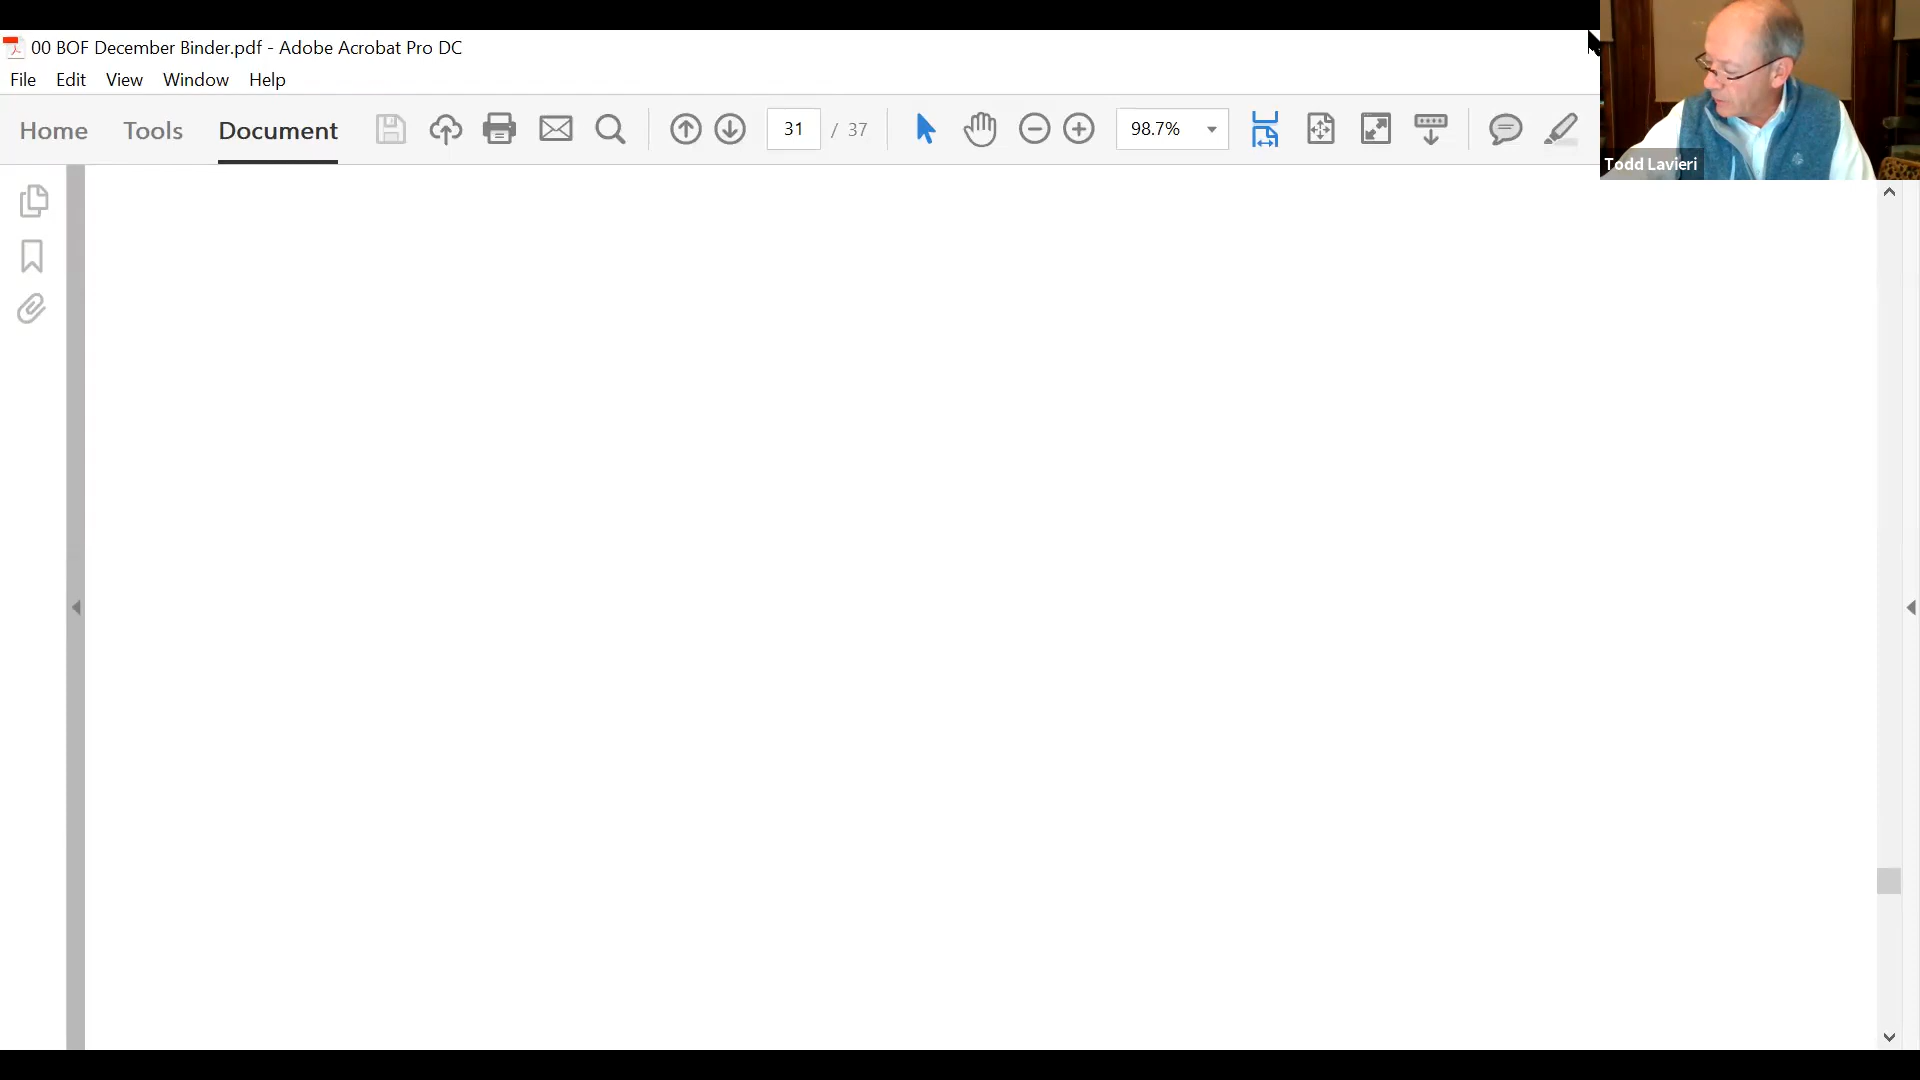 00 BOF December Binder.pdf - Adobe Acrobat Pro DC
File Edit View Window Help
Home Tools Document 31 / 37 98.7%
Todd Lavieri